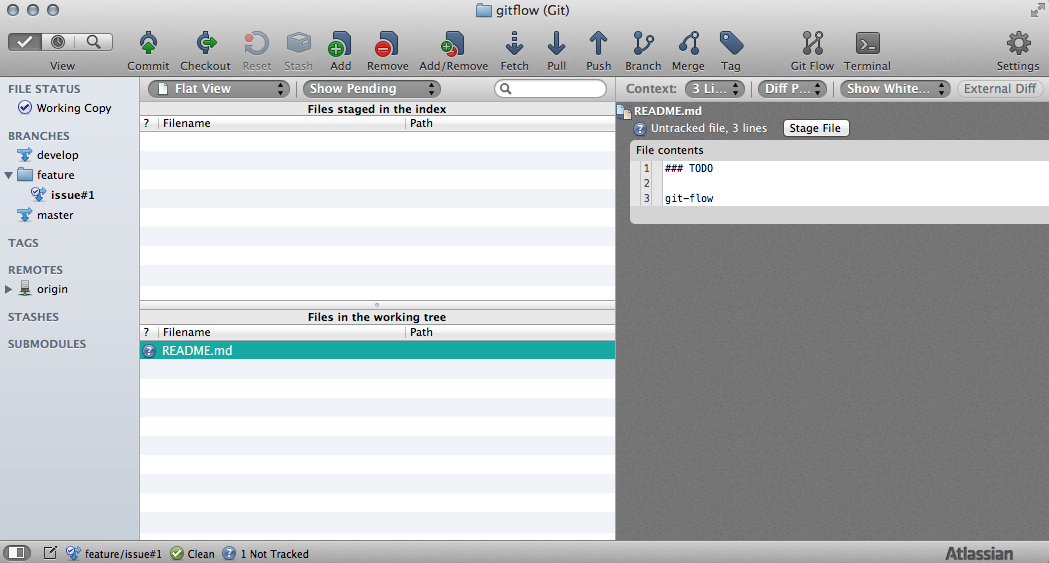 gitflow (Git)
View
Commit
Checkout
Reset
Stash
Add
Remove
Add/Remove
Fetch
Pull
Push
Branch
Merge
Tag
Git Flow
Terminal
Settings
FILE STATUS
Working Copy
BRANCHES
develop
feature
issue#1
master
TAGS
REMOTES
origin
STASHES
SUBMODULES
Flat View
Show Pending
Files staged in the index
? Filename Path
Files in the working tree
? Filename Path
? README.md
Context: 3 Li... Diff P... Show White... External Diff
README.md
? Untracked file, 3 lines Stage File
File contents
1 ### TODO
2
3 git-flow
feature/issue#1 Clean ? 1 Not Tracked
Atlassian